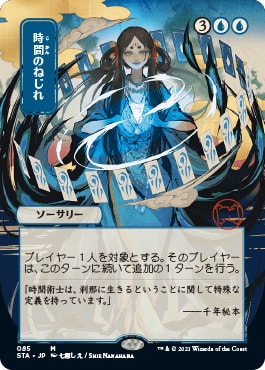 時間のねじれ
じかん
3
ソーサリー
プレイヤー1人を対象とする。そのプレイヤー
は、このターンに続いて追加の1ターンを行う。
「時間術士は、刹那に生きるということに関して特殊な
定義を持っています。」
――千年秘本
085 M
STA • JP 七原しえ / Shie Nanahara
™ & © 2021 Wizards of the Coast